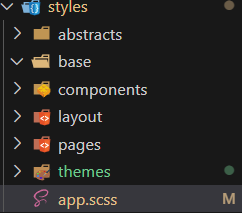 styles
abstracts
base
components
layout
pages
themes
app.scss M